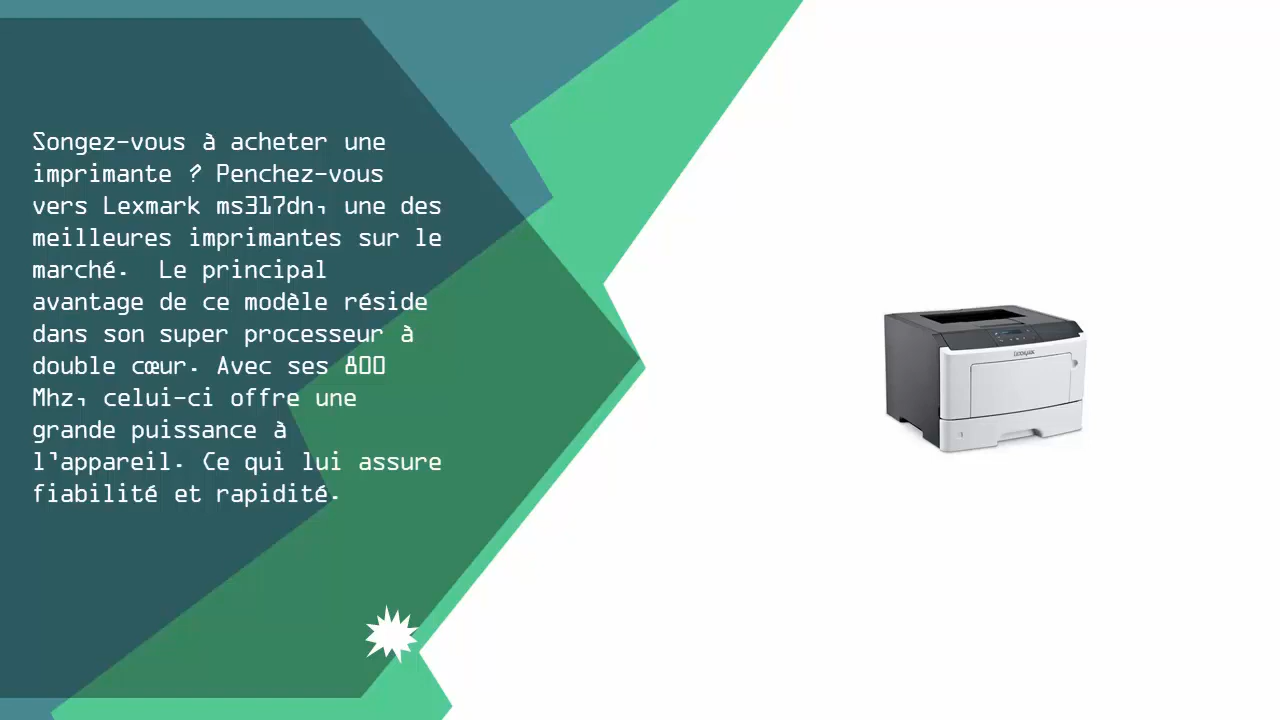 Songez-vous à acheter une
imprimante ? Penchez-vous
vers Lexmark ms317dn, une des
meilleures imprimantes sur le
marché.  Le principal
avantage de ce modèle réside
dans son super processeur à
double cœur. Avec ses 800
Mhz, celui-ci offre une
grande puissance à
l'appareil. Ce qui lui assure
fiabilité et rapidité.
Lexmark